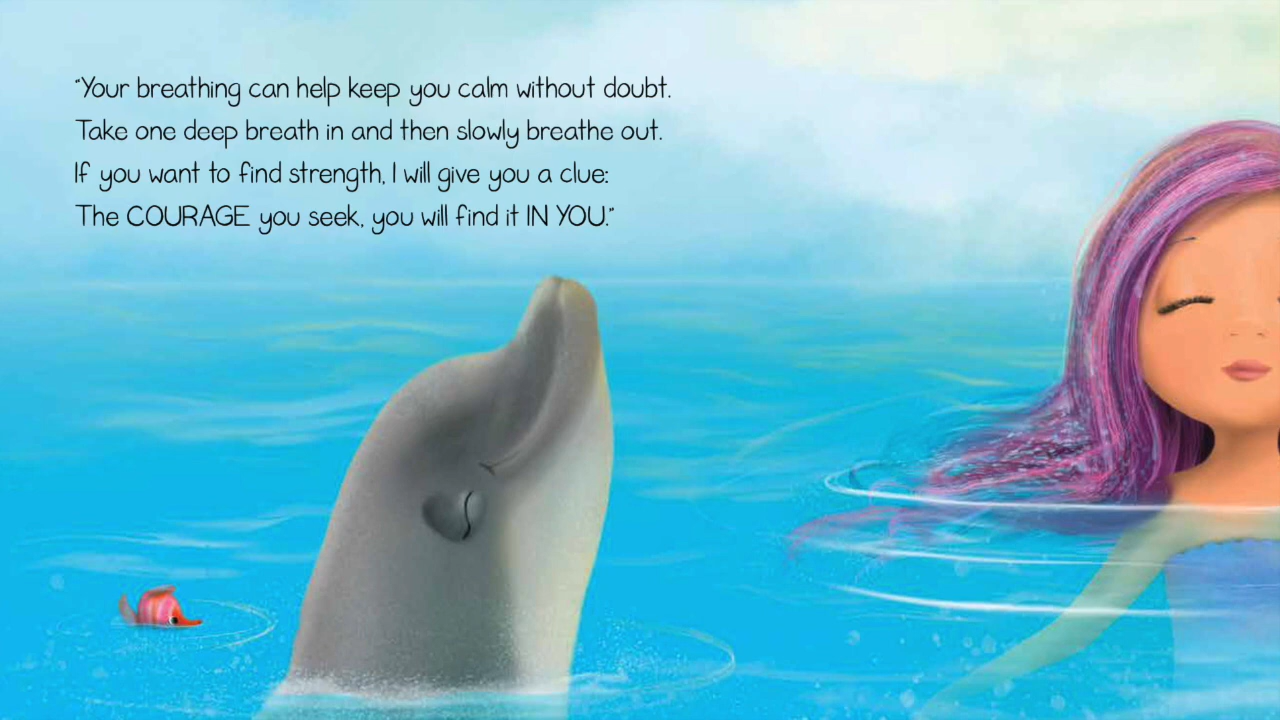 "Your breathing can help keep you calm without doubt.
Take one deep breath in and then slowly breathe out.
If you want to find strength, I will give you a clue:
The COURAGE you seek, you will find it IN YOU."